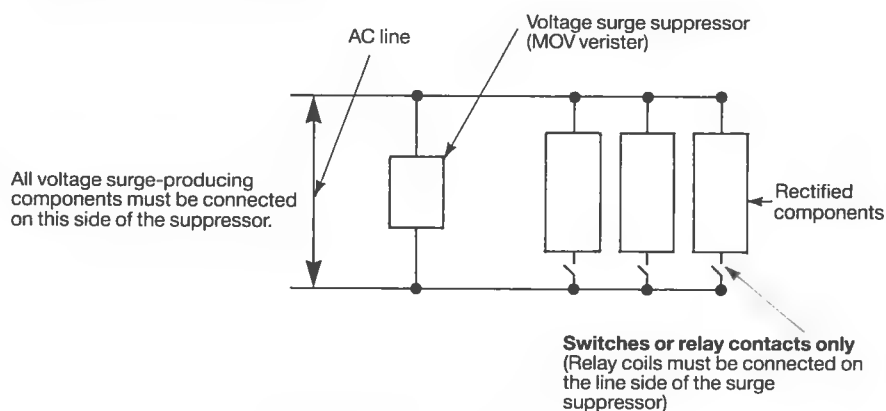 Voltage surge suppressor
(MOV verister)
AC line
All voltage surge-producing
components must be connected
on this side of the suppressor.
Rectified
components
Switches or relay contacts only
(Relay coils must be connected on
the line side of the surge
suppressor)